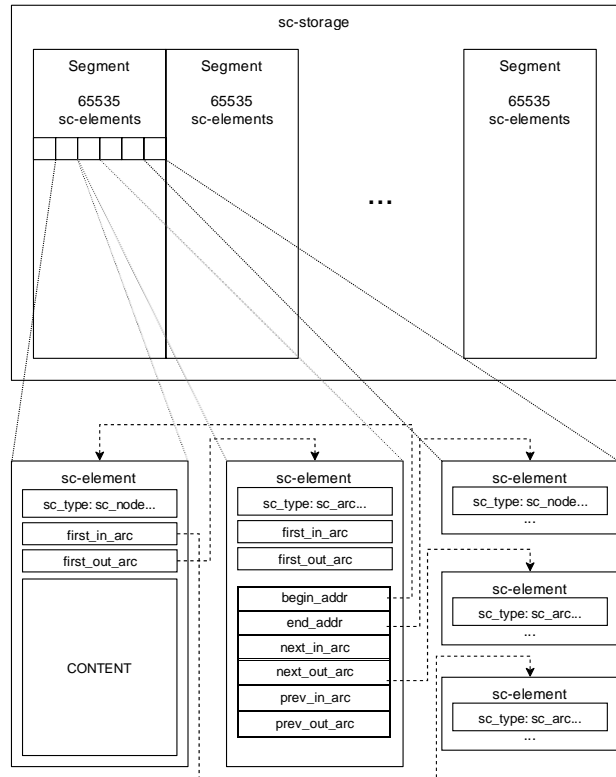 sc-storage
Segment
65535
sc-elements
Segment
65535
sc-elements
...
Segment
65535
sc-elements
sc-element
sc_type: sc_node...
first_in_arc
first_out_arc
CONTENT
sc-element
sc_type: sc_arc...
first_in_arc
first_out_arc
begin_addr
end_addr
next_in_arc
next_out_arc
prev_in_arc
prev_out_arc
sc-element
sc_type: sc_node...
...
sc-element
sc_type: sc_arc...
...
sc-element
sc_type: sc_arc...
...